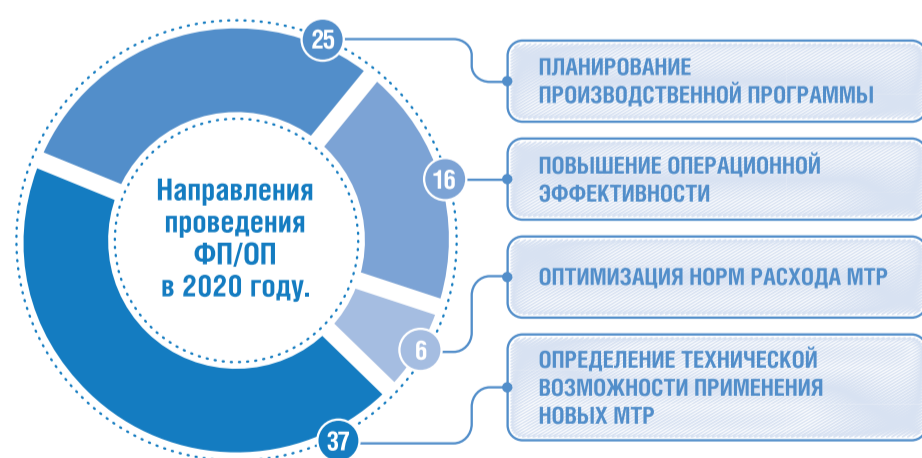 Направления
проведения
ФП/ОП
в 2020 году.
25
ПЛАНИРОВАНИЕ
ПРОИЗВОДСТВЕННОЙ ПРОГРАММЫ
16
ПОВЫШЕНИЕ ОПЕРАЦИОННОЙ
ЭФФЕКТИВНОСТИ
6
ОПТИМИЗАЦИЯ НОРМ РАСХОДА МТР
37
ОПРЕДЕЛЕНИЕ ТЕХНИЧЕСКОЙ
ВОЗМОЖНОСТИ ПРИМЕНЕНИЯ
НОВЫХ МТР